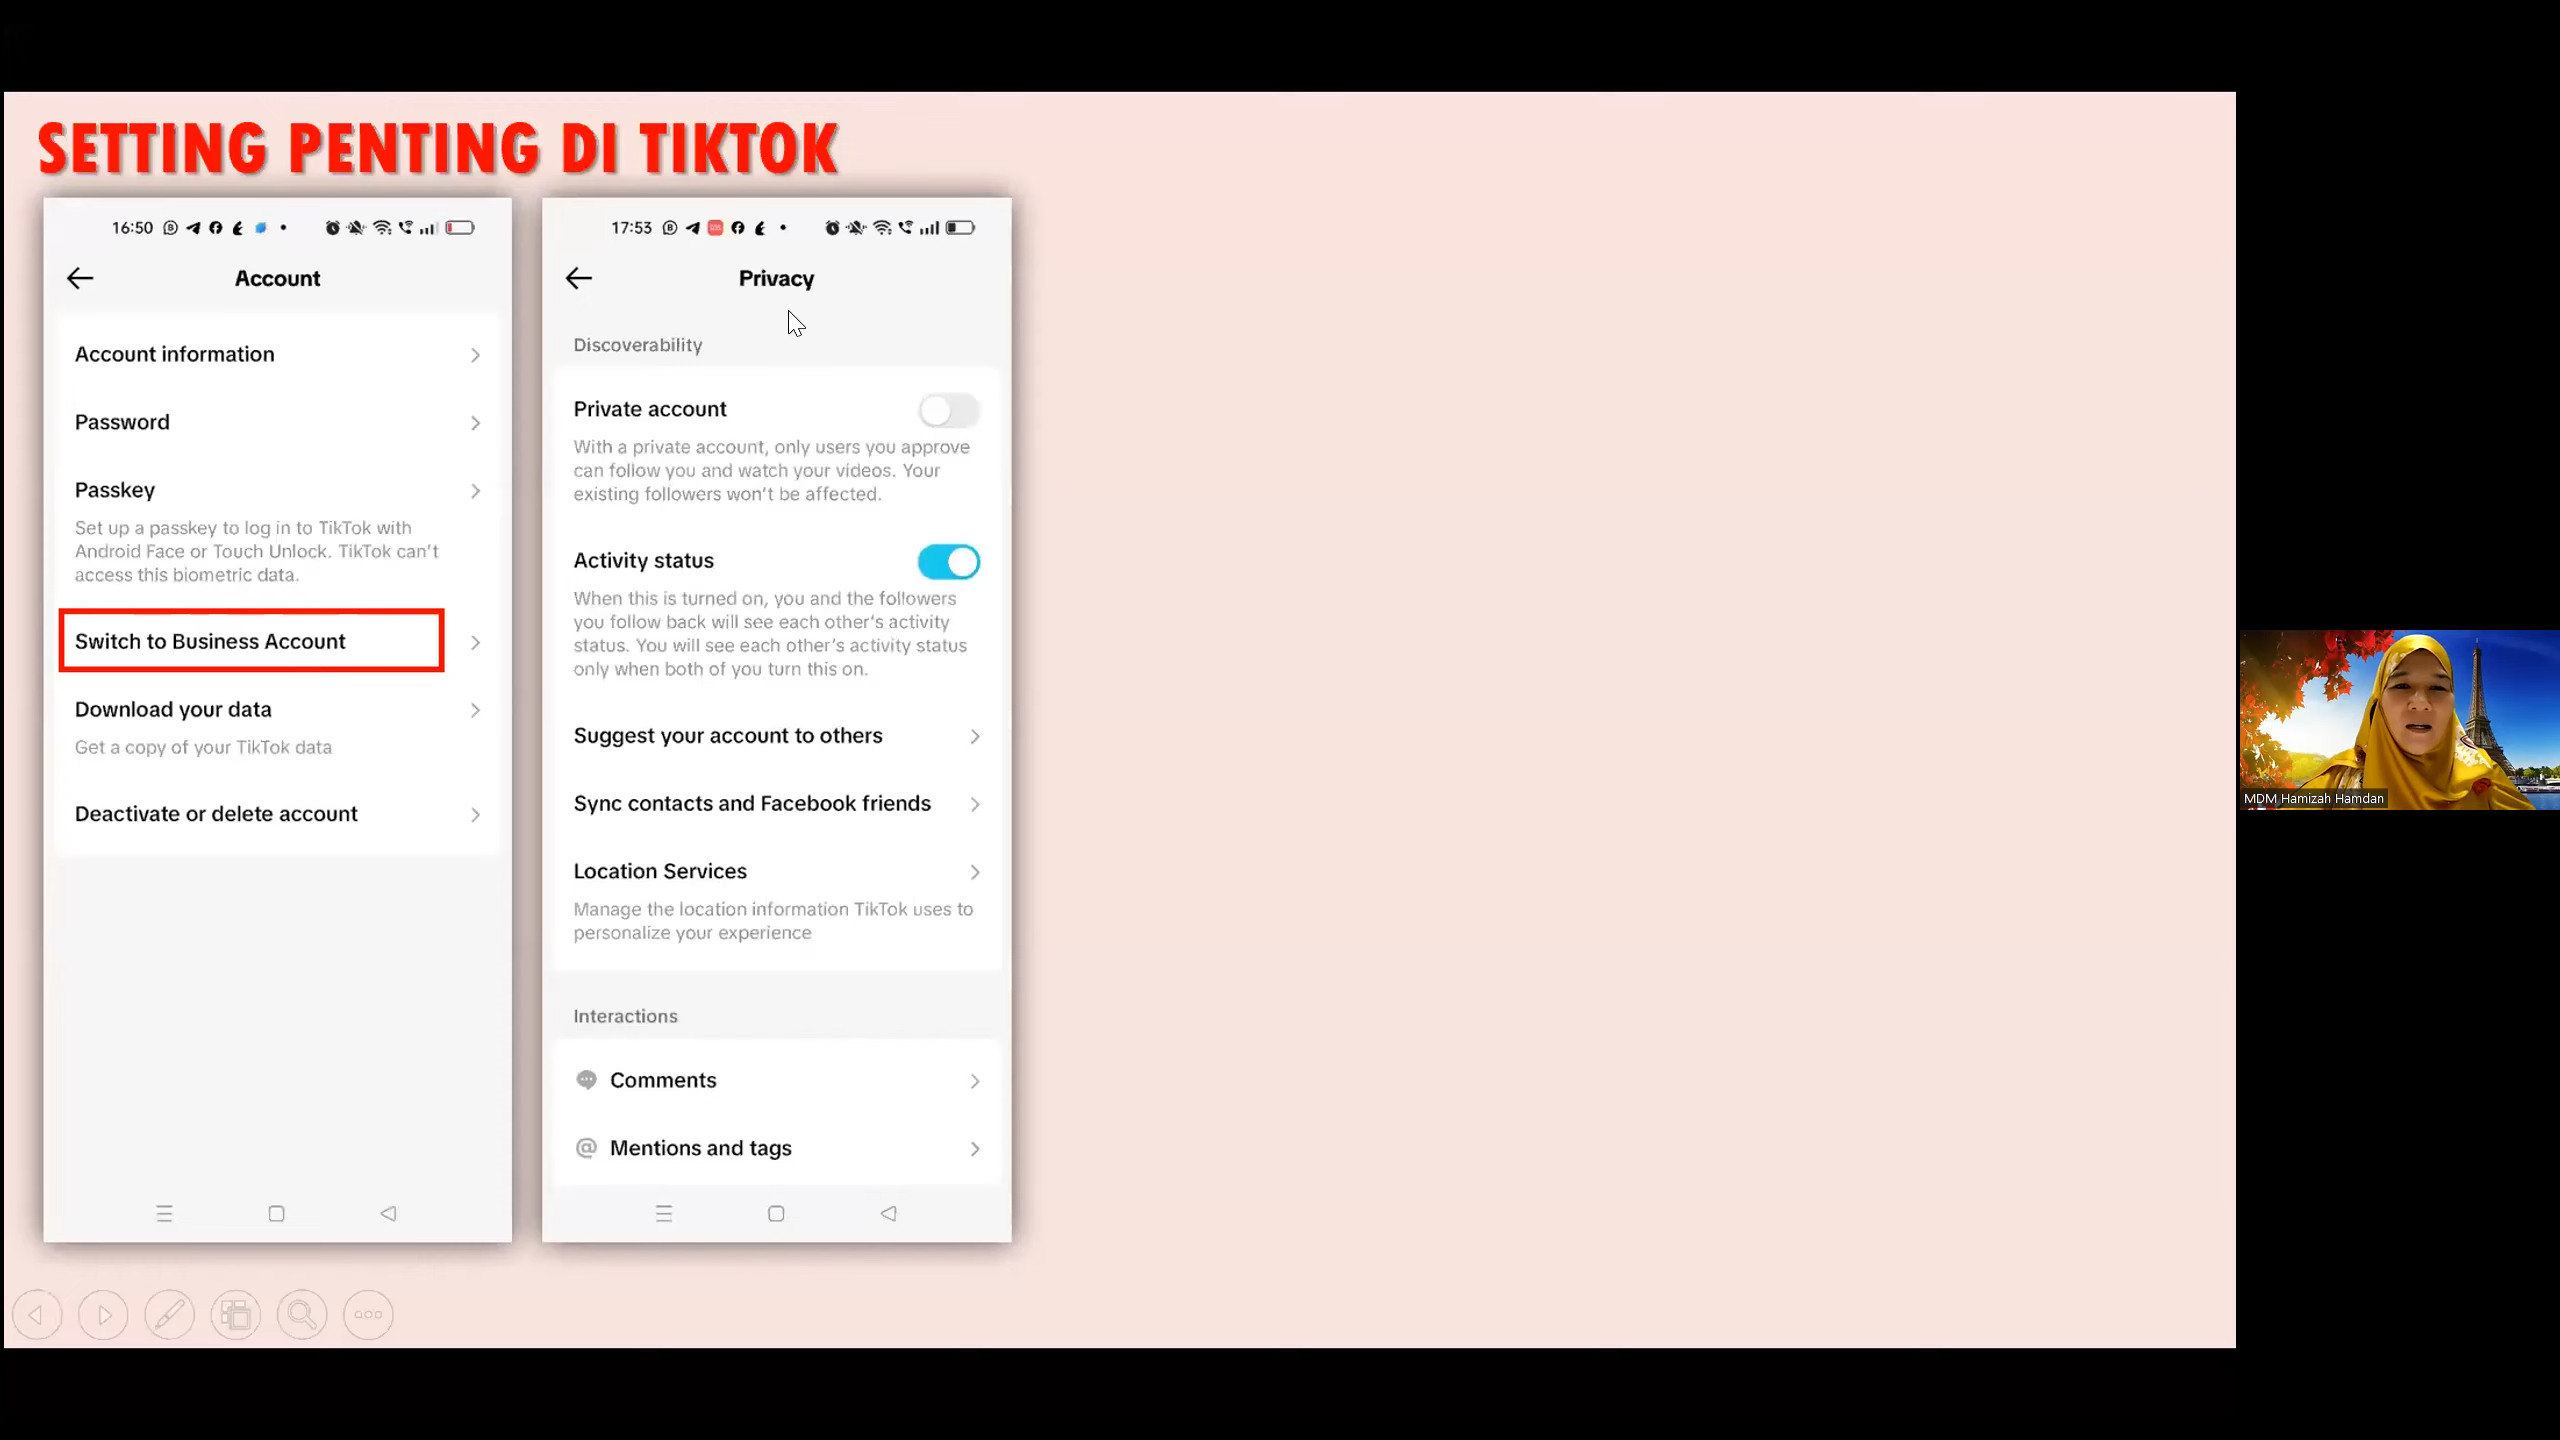 SETTING PENTING DI TIKTOK
16:50
Account
Account information
Password
Passkey
Set up a passkey to log in to TikTok with
Android Face or Touch Unlock. TikTok can't
access this biometric data.
Switch to Business Account
Download your data
Get a copy of your TikTok data
Deactivate or delete account
17:53
Privacy
Discoverability
Private account
With a private account, only users you approve
can follow you and watch your videos. Your
existing followers won't be affected.
Activity status
When this is turned on, you and the followers
you follow back will see each other's activity
status. You will see each other's activity status
only when both of you turn this on.
Suggest your account to others
Sync contacts and Facebook friends
Location Services
Manage the location information TikTok uses to
personalize your experience
Interactions
Comments
Mentions and tags
MDM Hamizah Hamdan